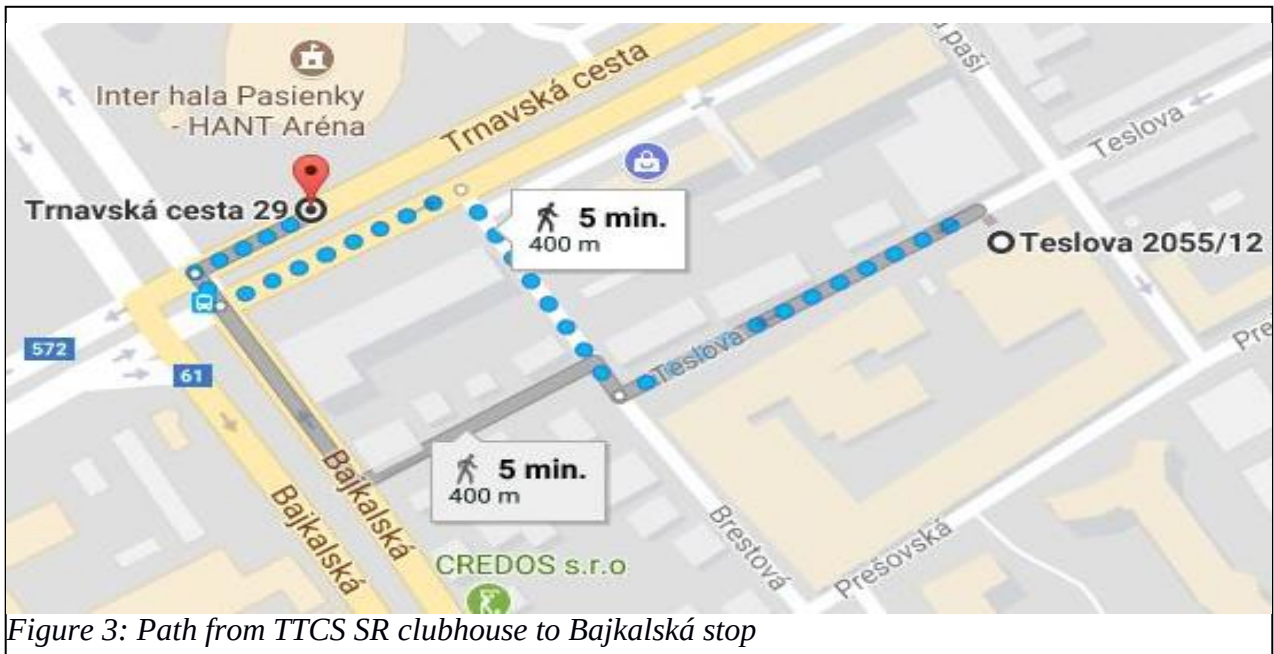 paši
Inter hala Pasienky
- HANT Aréna
Trnavská cesta
Teslova
Trnavská cesta 29
5 min.
400 m
Teslova 2055/12
572
61
Teslova
Bajkalská
Bajkalská
5 min.
400 m
Brestová
Prešovská
CREDOS s.r.o
Figure 3: Path from TTCS SR clubhouse to Bajkalská stop